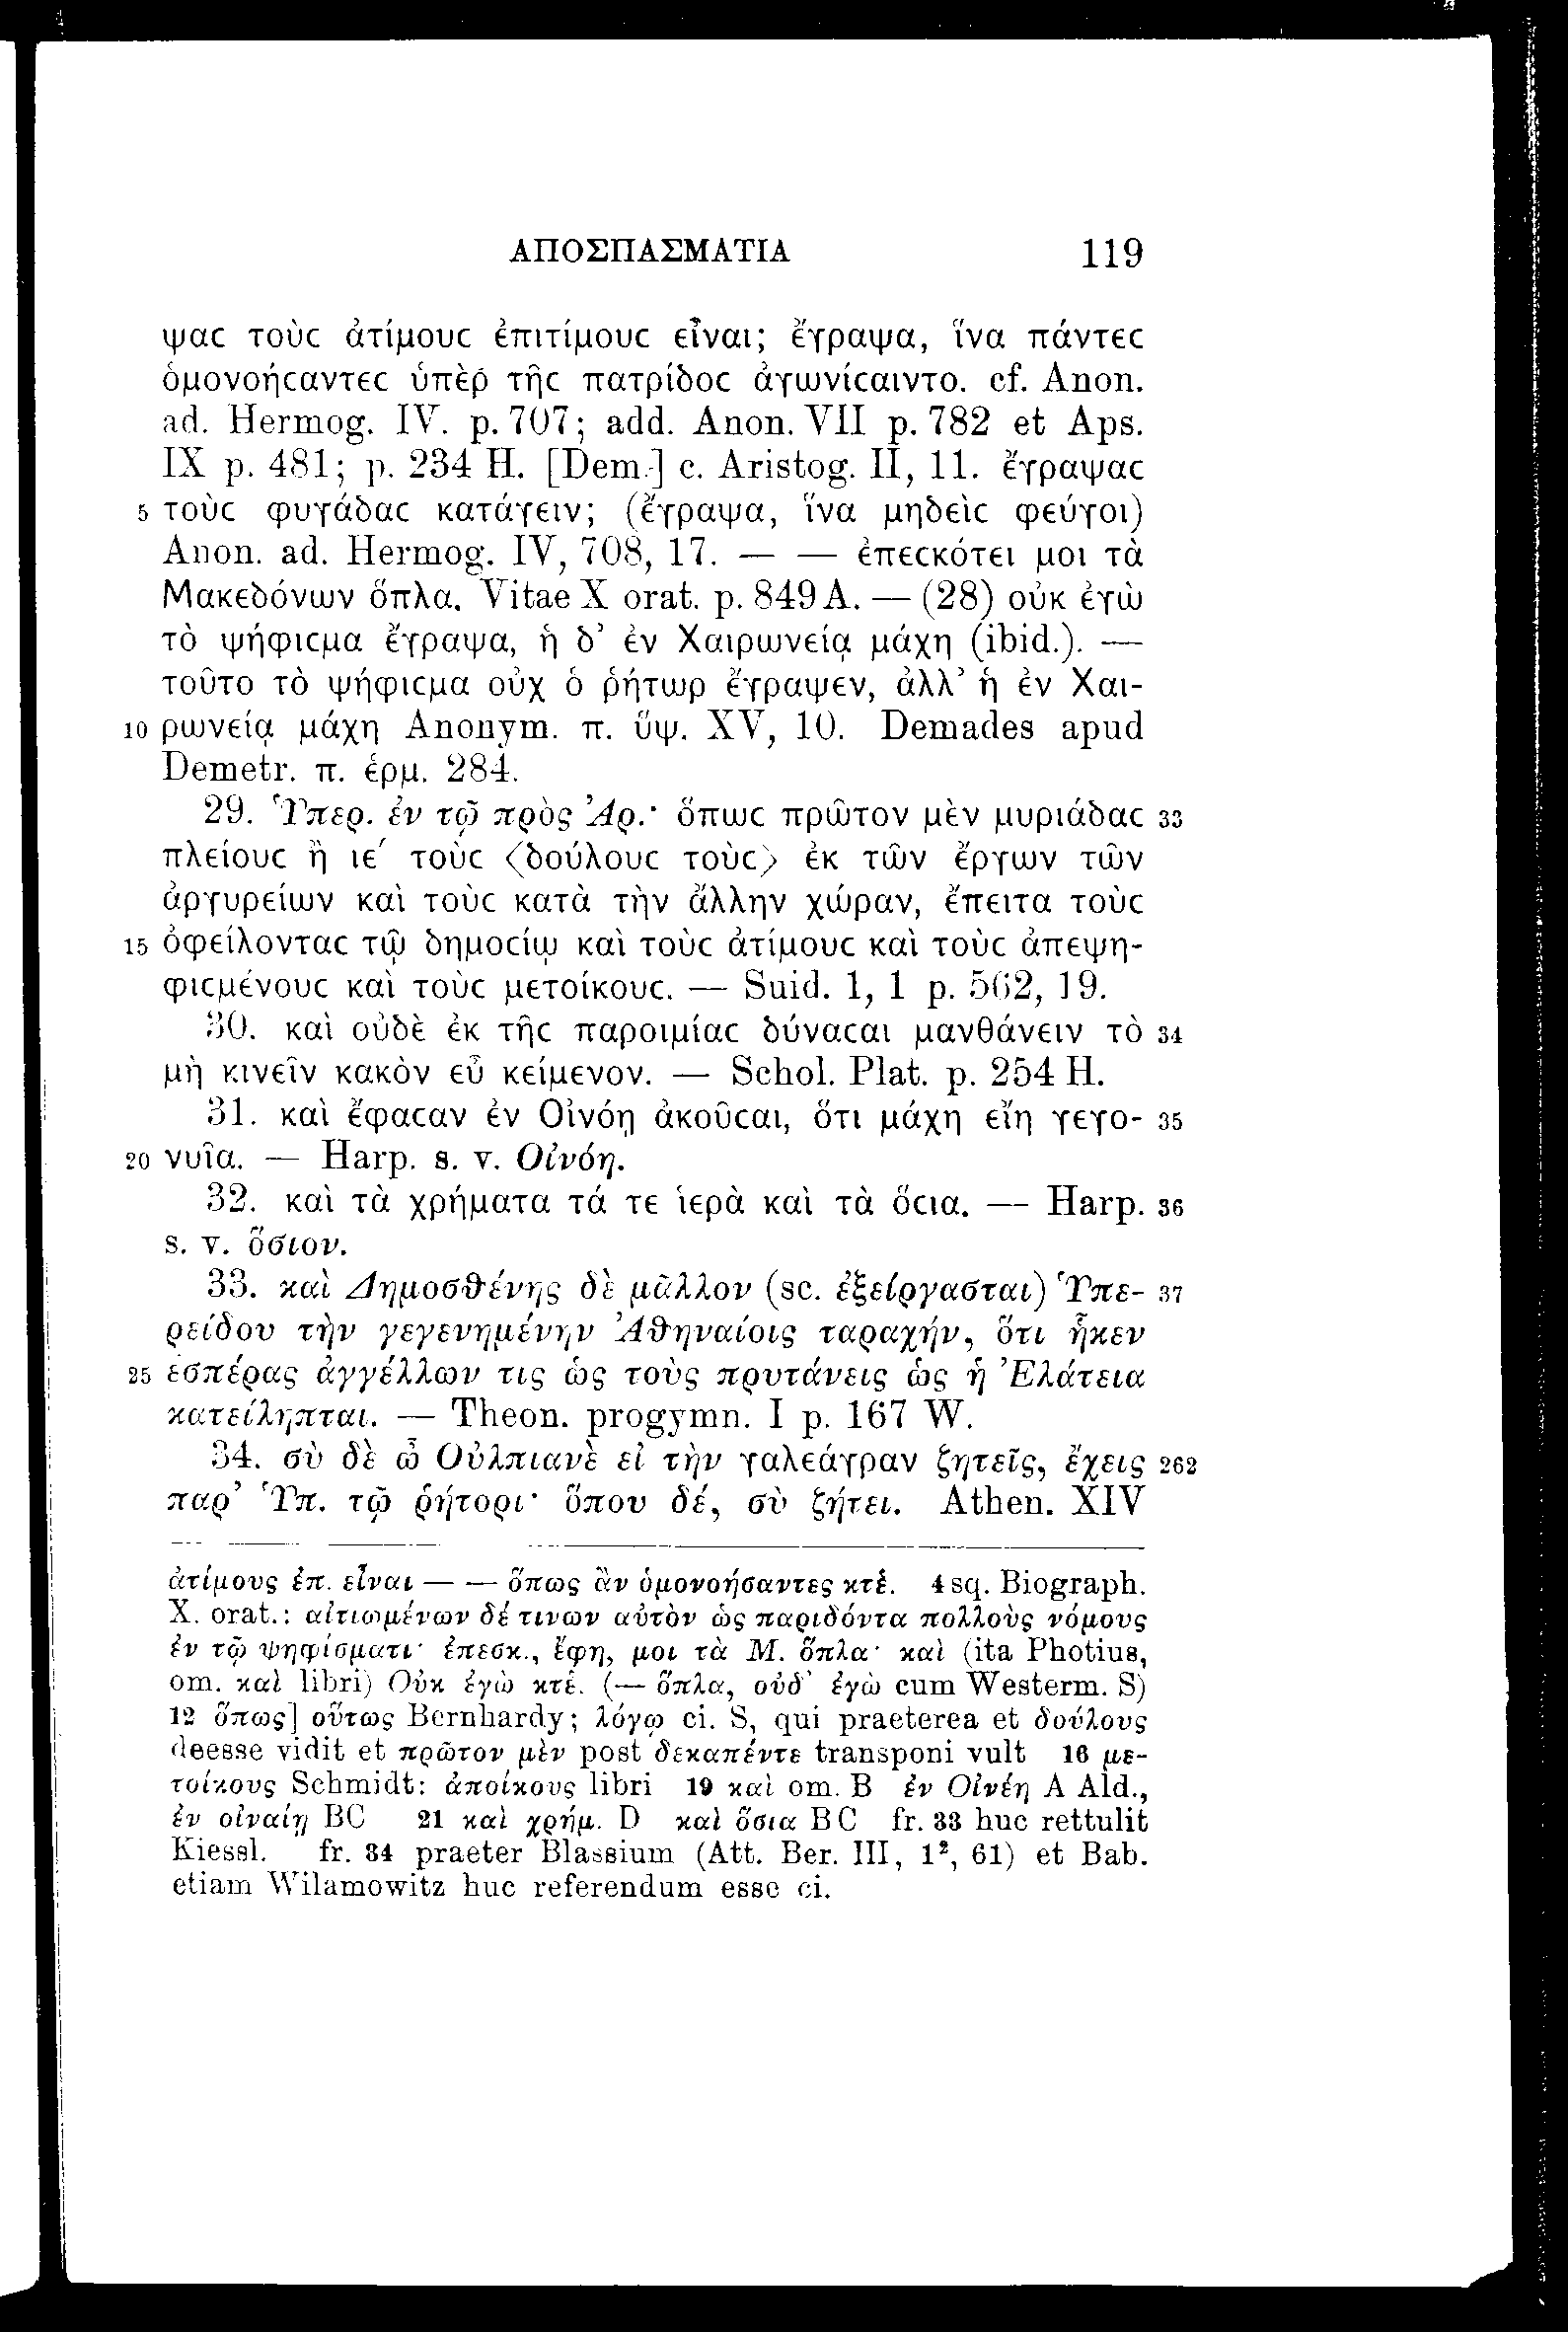 ΑΠΟΣΠΑΣΜΑΤΙΑ 119
ψαϲ τοὺϲ ἀτίμουϲ ἐπιτίμουϲ εἶναι; ἔγραψα, ἵνα πάντεϲ
ὁμονοήϲαντεϲ ὑπὲρ τῆϲ πατρίδοϲ ἀγωνίϲαιντο. cf. Anon.
ad. Hermog. IV. p. 707; add. Anon. VII p. 782 et Aps.
IX p. 481; p. 234 H. [Dem.] c. Aristog. II, 11. ἔγραψαϲ
5 τοὺϲ φυγάδαϲ κατάγειν; (ἔγραψα, ἵνα μηδεὶϲ φεύγοι)
Anon. ad. Hermog. IV, 708, 17. — — ἐπεϲκότει μοι τὰ
Μακεδόνων ὅπλα. Vitae X orat. p. 849 A. — (28) οὐκ ἐγὼ
τὸ ψήφιϲμα ἔγραψα, ἡ δ’ ἐν Χαιρωνείᾳ μάχη (ibid.). —
τοῦτο τὸ ψήφιϲμα οὐχ ὁ ῥήτωρ ἔγραψεν, ἀλλ’ ἡ ἐν Χαι-
10 ρωνείᾳ μάχη Anonym. π. ὕψ. XV, 10. Demades apud
Demetr. π. ἑρμ. 284.
29. Ὑπερ. ἐν τῷ πρὸς Ἀρ.· ὅπωϲ πρῶτον μὲν μυριάδαϲ 33
πλείουϲ ἢ ιε´ τοὺϲ ⟨δούλουϲ τοὺϲ⟩ ἐκ τῶν ἔργων τῶν
ἀργυρείων καὶ τοὺϲ κατὰ τὴν ἄλλην χώραν, ἔπειτα τοὺϲ
15 ὀφείλονταϲ τῷ δημοϲίῳ καὶ τοὺϲ ἀτίμουϲ καὶ τοὺϲ ἀπεψη-
φιϲμένουϲ καὶ τοὺϲ μετοίκουϲ. — Suid. 1, 1 p. 562, 19.
30. καὶ οὐδὲ ἐκ τῆϲ παροιμίαϲ δύναϲαι μανθάνειν τὸ 34
μὴ κινεῖν κακὸν εὖ κείμενον. — Schol. Plat. p. 254 H.
31. καὶ ἔφαϲαν ἐν Οἰνόῃ ἀκοῦϲαι, ὅτι μάχη εἴη γεγο- 35
20 νυῖα. — Harp. s. v. Οἰνόη.
32. καὶ τὰ χρήματα τά τε ἱερὰ καὶ τὰ ὅϲια. — Harp. 36
s. v. ὅσιον.
33. καὶ Δημοσθένης δὲ μᾶλλον (sc. ἐξείργασται) Ὑπε- 37
ρείδου τὴν γεγενημένην Ἀθηναίοις ταραχήν, ὅτι ἧκεν
25 ἑσπέρας ἀγγέλλων τις ὡς τοὺς πρυτάνεις ὡς ἡ Ἐλάτεια
κατείληπται. — Theon. progymn. I p. 167 W.
34. σὺ δὲ ὦ Οὐλπιανὲ εἰ τὴν γαλεάγραν ζητεῖς, ἔχεις 262
παρ’ Ὑπ. τῷ ῥήτορι· ὅπου δέ, σὺ ζήτει. Athen. XIV
ἀτίμους ἐπ. εἶναι — — ὅπως ἂν ὁμονοήσαντες κτἑ. 4 sq. Biograph.
X. orat.: αἰτιωμένων δέ τινων αὐτὸν ὡς παριδόντα πολλοὺς νόμους
ἐν τῷ ψηφίσματι· ἐπεσκ., ἔφη, μοι τὰ Μ. ὅπλα· καὶ (ita Photius,
om. καὶ libri) Οὐκ ἐγὼ κτἑ. (— ὅπλα, οὐδ’ ἐγὼ cum Westerm. S)
12 ὅπως] οὕτως Bernhardy; λόγῳ ci. S, qui praeterea et δούλους
deesse vidit et πρῶτον μὲν post δεκαπέντε transponi vult 16 με-
τοίκους Schmidt: ἀποίκους libri 19 καὶ om. B ἐν Οἰνέῃ A Ald.,
ἐν οἰναίῃ BC 21 καὶ χρήμ. D καὶ ὅσια BC fr. 33 huc rettulit
Kiessl. fr. 34 praeter Blassium (Att. Ber. III, 1², 61) et Bab.
etiam Wilamowitz huc referendum esse ci.